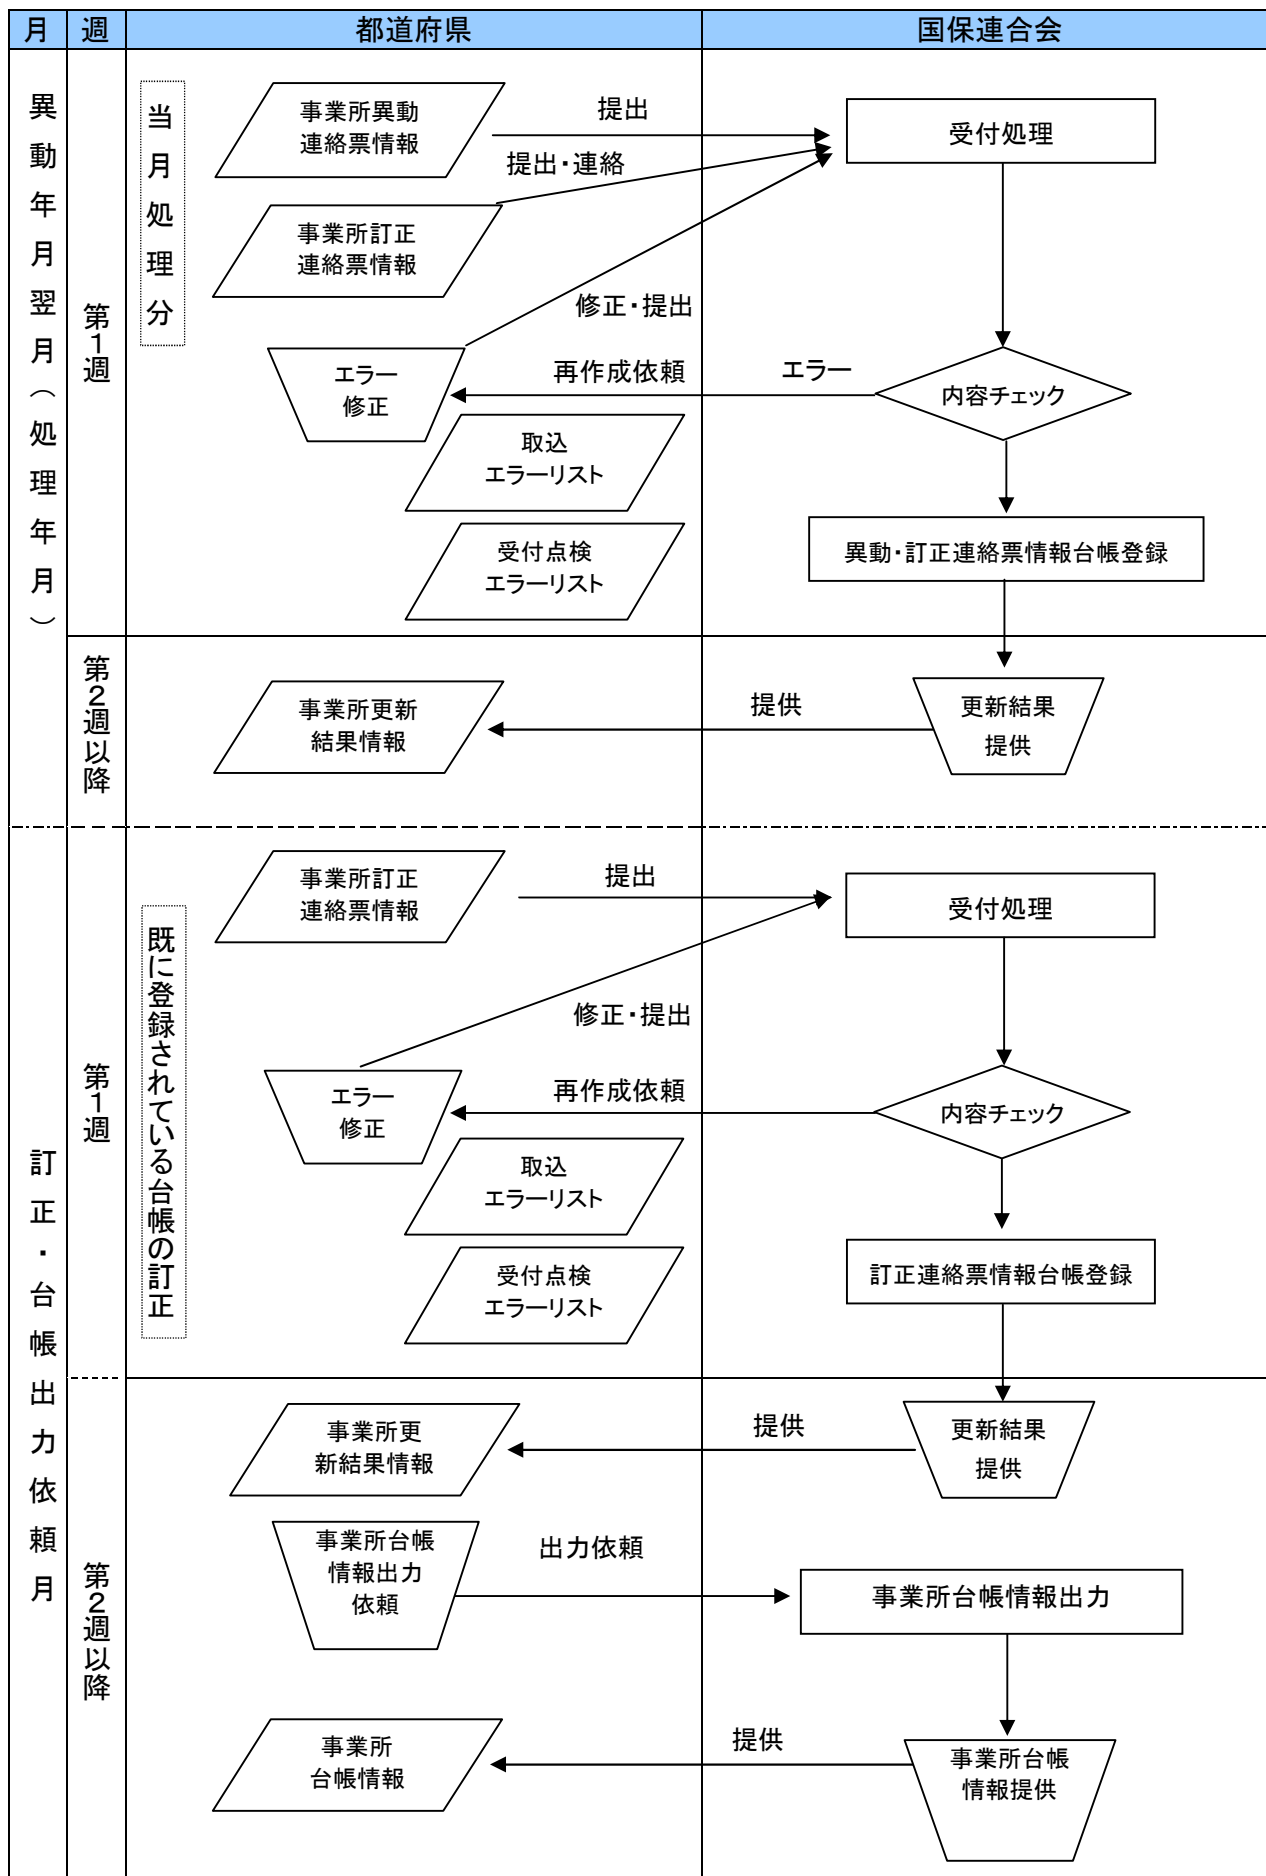 月 週 都道府県 国保連合会
異動年月翌月（処理年月）
第1週
当月処理分
事業所異動
連絡票情報
提出
受付処理
提出・連絡
事業所訂正
連絡票情報
修正・提出
エラー
修正
再作成依頼
エラー
内容チェック
取込
エラーリスト
受付点検
エラーリスト
異動・訂正連絡票情報台帳登録
第2週以降
事業所更新
結果情報
提供
更新結果
提供
訂正・台帳出力依頼月
第1週
既に登録されている台帳の訂正
事業所訂正
連絡票情報
提出
受付処理
修正・提出
エラー
修正
再作成依頼
内容チェック
取込
エラーリスト
受付点検
エラーリスト
訂正連絡票情報台帳登録
第2週以降
事業所更
新結果情報
提供
更新結果
提供
事業所台帳
情報出力
依頼
出力依頼
事業所台帳情報出力
事業所
台帳情報
提供
事業所台帳
情報提供